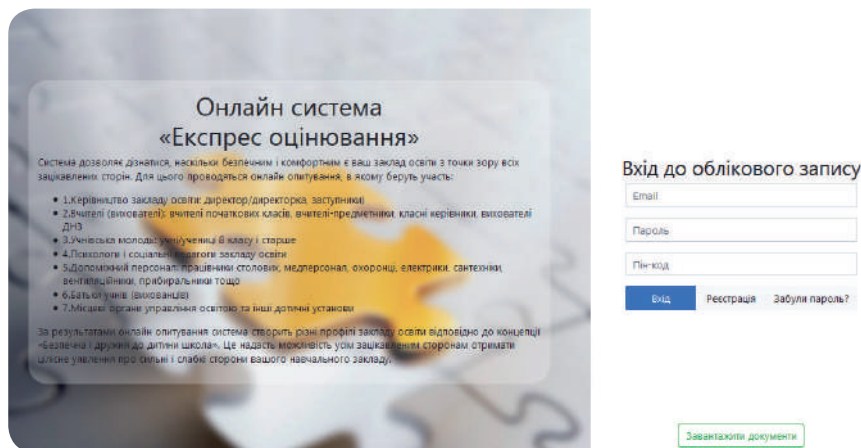 Онлайн система
«Експрес оцінювання»
Система дозволяє дізнатися, наскільки безпечним і комфортним є ваш заклад освіти з точки зору всіх
зацікавлених сторін. Для цього проводяться онлайн опитування, в якому беруть участь:
1.Керівництво закладу освіти: директор/директорка, заступники)
2.Вчителі (вихователі): вчителі початкових класів, вчителі-предметники, класні керівники, вихователі
ДНЗ
3.Учнівська молодь: учні/учениці 8 класу і старше
4.Психологи і соціальні педагоги закладу освіти
5.Допоміжний персонал: працівники столових, медперсонал, охоронці, електрики, сантехніки,
вентиляційники, прибиральники тощо
6.Батьки учнів (вихованців)
7.Місцеві органи управління освітою та інші дотичні установи
За результатами онлайн опитування система створить різні профілі закладу освіти відповідно до концепції
«Безпечна і дружня до дитини школа». Це надасть можливість усім зацікавленим сторонам отримати
цілісне уявлення про сильні і слабкі сторони вашого навчального закладу.
Вхід до облікового запису
Email
Пароль
Пін-код
Вхід Реєстрація Забули пароль?
Завантажити документи